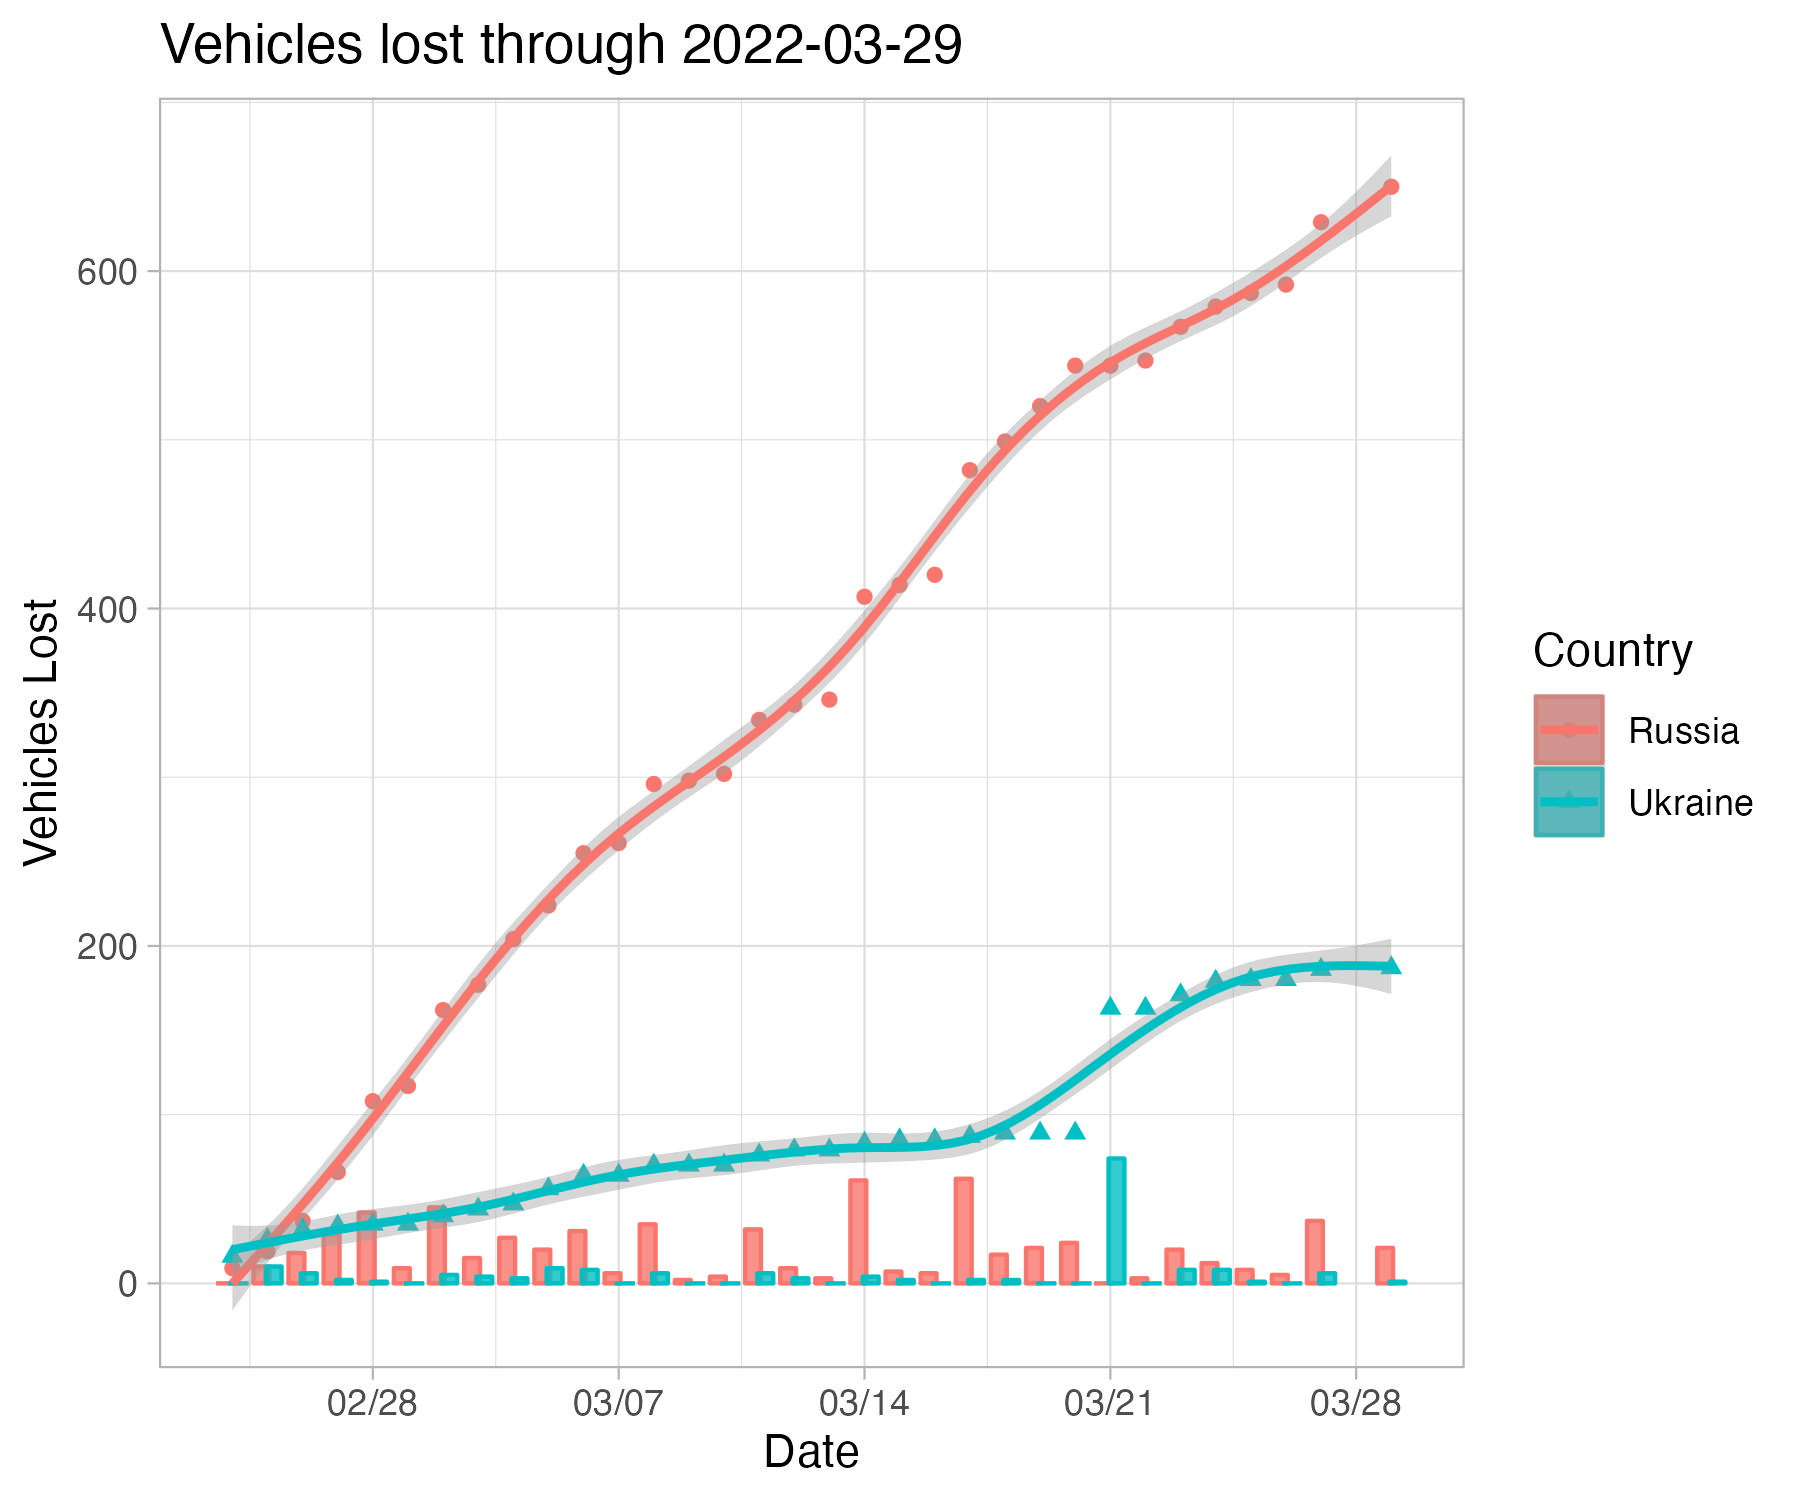 Vehicles lost through 2022-03-29
600
400
200
0
Vehicles Lost
02/28
03/07
03/14
03/21
03/28
Date
Country
Russia
Ukraine